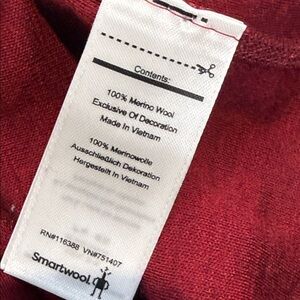 Contents:
100% Merino Wool
Exclusive Of Decoration
Made In Vietnam
100% Merinowolle
Ausschließlich Dekoration
Hergestellt In Vietnam
RN#116388 VN#751407
Smartwool